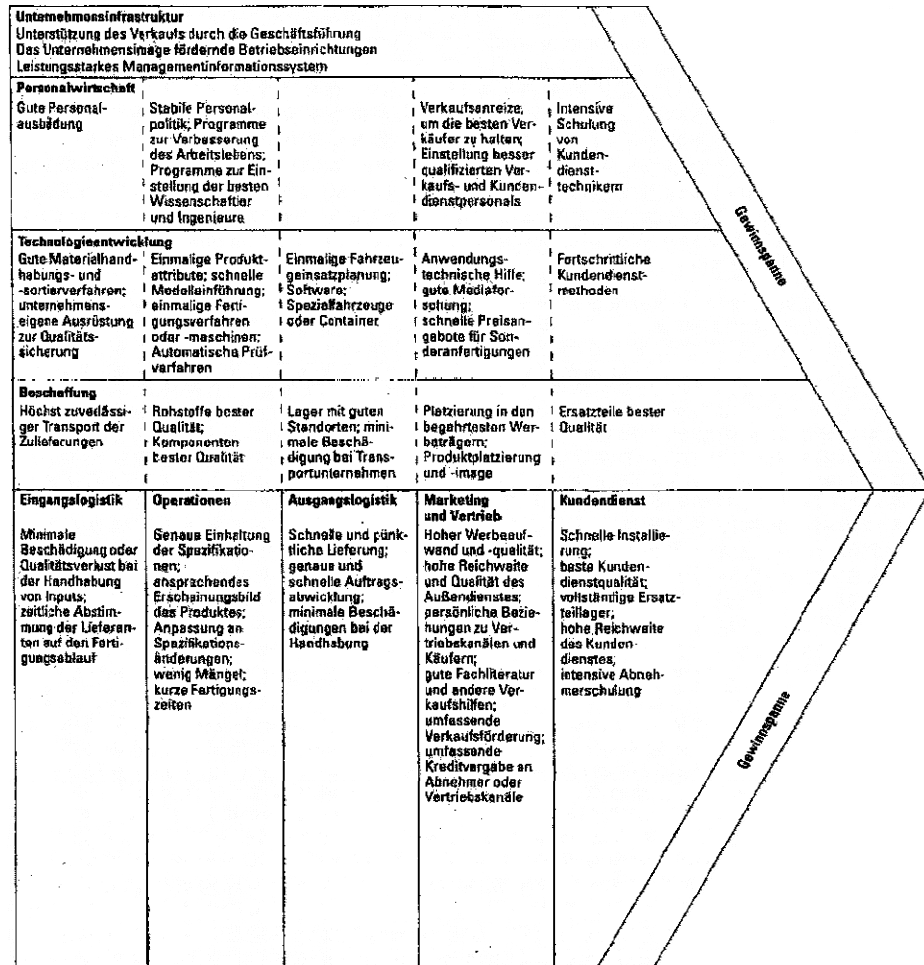 Unternehmensinfrastruktur
Unterstützung des Verkaufs durch die Geschäftsführung
Das Unternehmensimage fördernde Betriebseinrichtungen
Leistungsstarkes Managementinformationssystem
Personalwirtschaft
Gute Personal-
ausbildung
Stabile Personal-
politik; Programme
zur Verbesserung
des Arbeitslebens;
Programme zur Ein-
stellung der besten
Wissenschaftler
und Ingenieure
Verkaufsanreize,
um die besten Ver-
käufer zu halten;
Einstellung besser
qualifizierten Ver-
kaufs- und Kunden-
dienstpersonals
Intensive
Schulung
von
Kunden-
dienst-
technikern
Technologieentwicklung
Gute Materialhand-
habungs- und
-sortierverfahren;
unternehmens-
eigene Ausrüstung
zur Qualitäts-
sicherung
Einmalige Produkt-
attribute; schnelle
Modelleinführung;
einmalige Ferti-
gungsverfahren
oder -maschinen;
Automatische Prüf-
verfahren
Einmalige Fahrzeu-
geinsatzplanung;
Software;
Spezialfahrzeuge
oder Container
Anwendungs-
technische Hilfe;
gute Mediafor-
schung;
schnelle Preisan-
gebote für Son-
deranfertigungen
Fortschrittliche
Kundendienst-
methoden
Beschaffung
Höchst zuverlässi-
ger Transport der
Zulieferungen
Rohstoffe bester
Qualität;
Komponenten
bester Qualität
Lager mit guten
Standorten; mini-
male Beschä-
digung bei Trans-
portunternehmen
Platzierung in den
begehrtesten Wer-
beträgern;
Produktplatzierung
und -image
Ersatzteile bester
Qualität
Eingangslogistik
Minimale
Beschädigung oder
Qualitätsverlust bei
der Handhabung
von Inputs;
zeitliche Abstim-
mung der Lieferan-
ten auf den Ferti-
gungsablauf
Operationen
Genaue Einhaltung
der Spezifikatio-
nen;
ansprechendes
Erscheinungsbild
des Produktes;
Anpassung an
Spezifikations-
änderungen;
wenig Mängel;
kurze Fertigungs-
zeiten
Ausgangslogistik
Schnelle und pünk-
tliche Lieferung;
genaue und
schnelle Auftrags-
abwicklung;
minimale Beschä-
digungen bei der
Handhabung
Marketing
und Vertrieb
Hoher Werbeauf-
wand und -qualität;
hohe Reichweite
und Qualität des
Außendienstes;
persönliche Bezie-
hungen zu Ver-
triebskanälen und
Käufern;
gute Fachliteratur
und andere Ver-
kaufshilfen;
umfassende
Verkaufsförderung;
umfassende
Kreditvergabe an
Abnehmer oder
Vertriebskanäle
Kundendienst
Schnelle Installie-
rung;
beste Kunden-
dienstqualität;
vollständige Ersatz-
teillager;
hohe Reichweite
des Kunden-
dienstes;
intensive Abneh-
merschulung
Gewinnspanne
Gewinnspanne